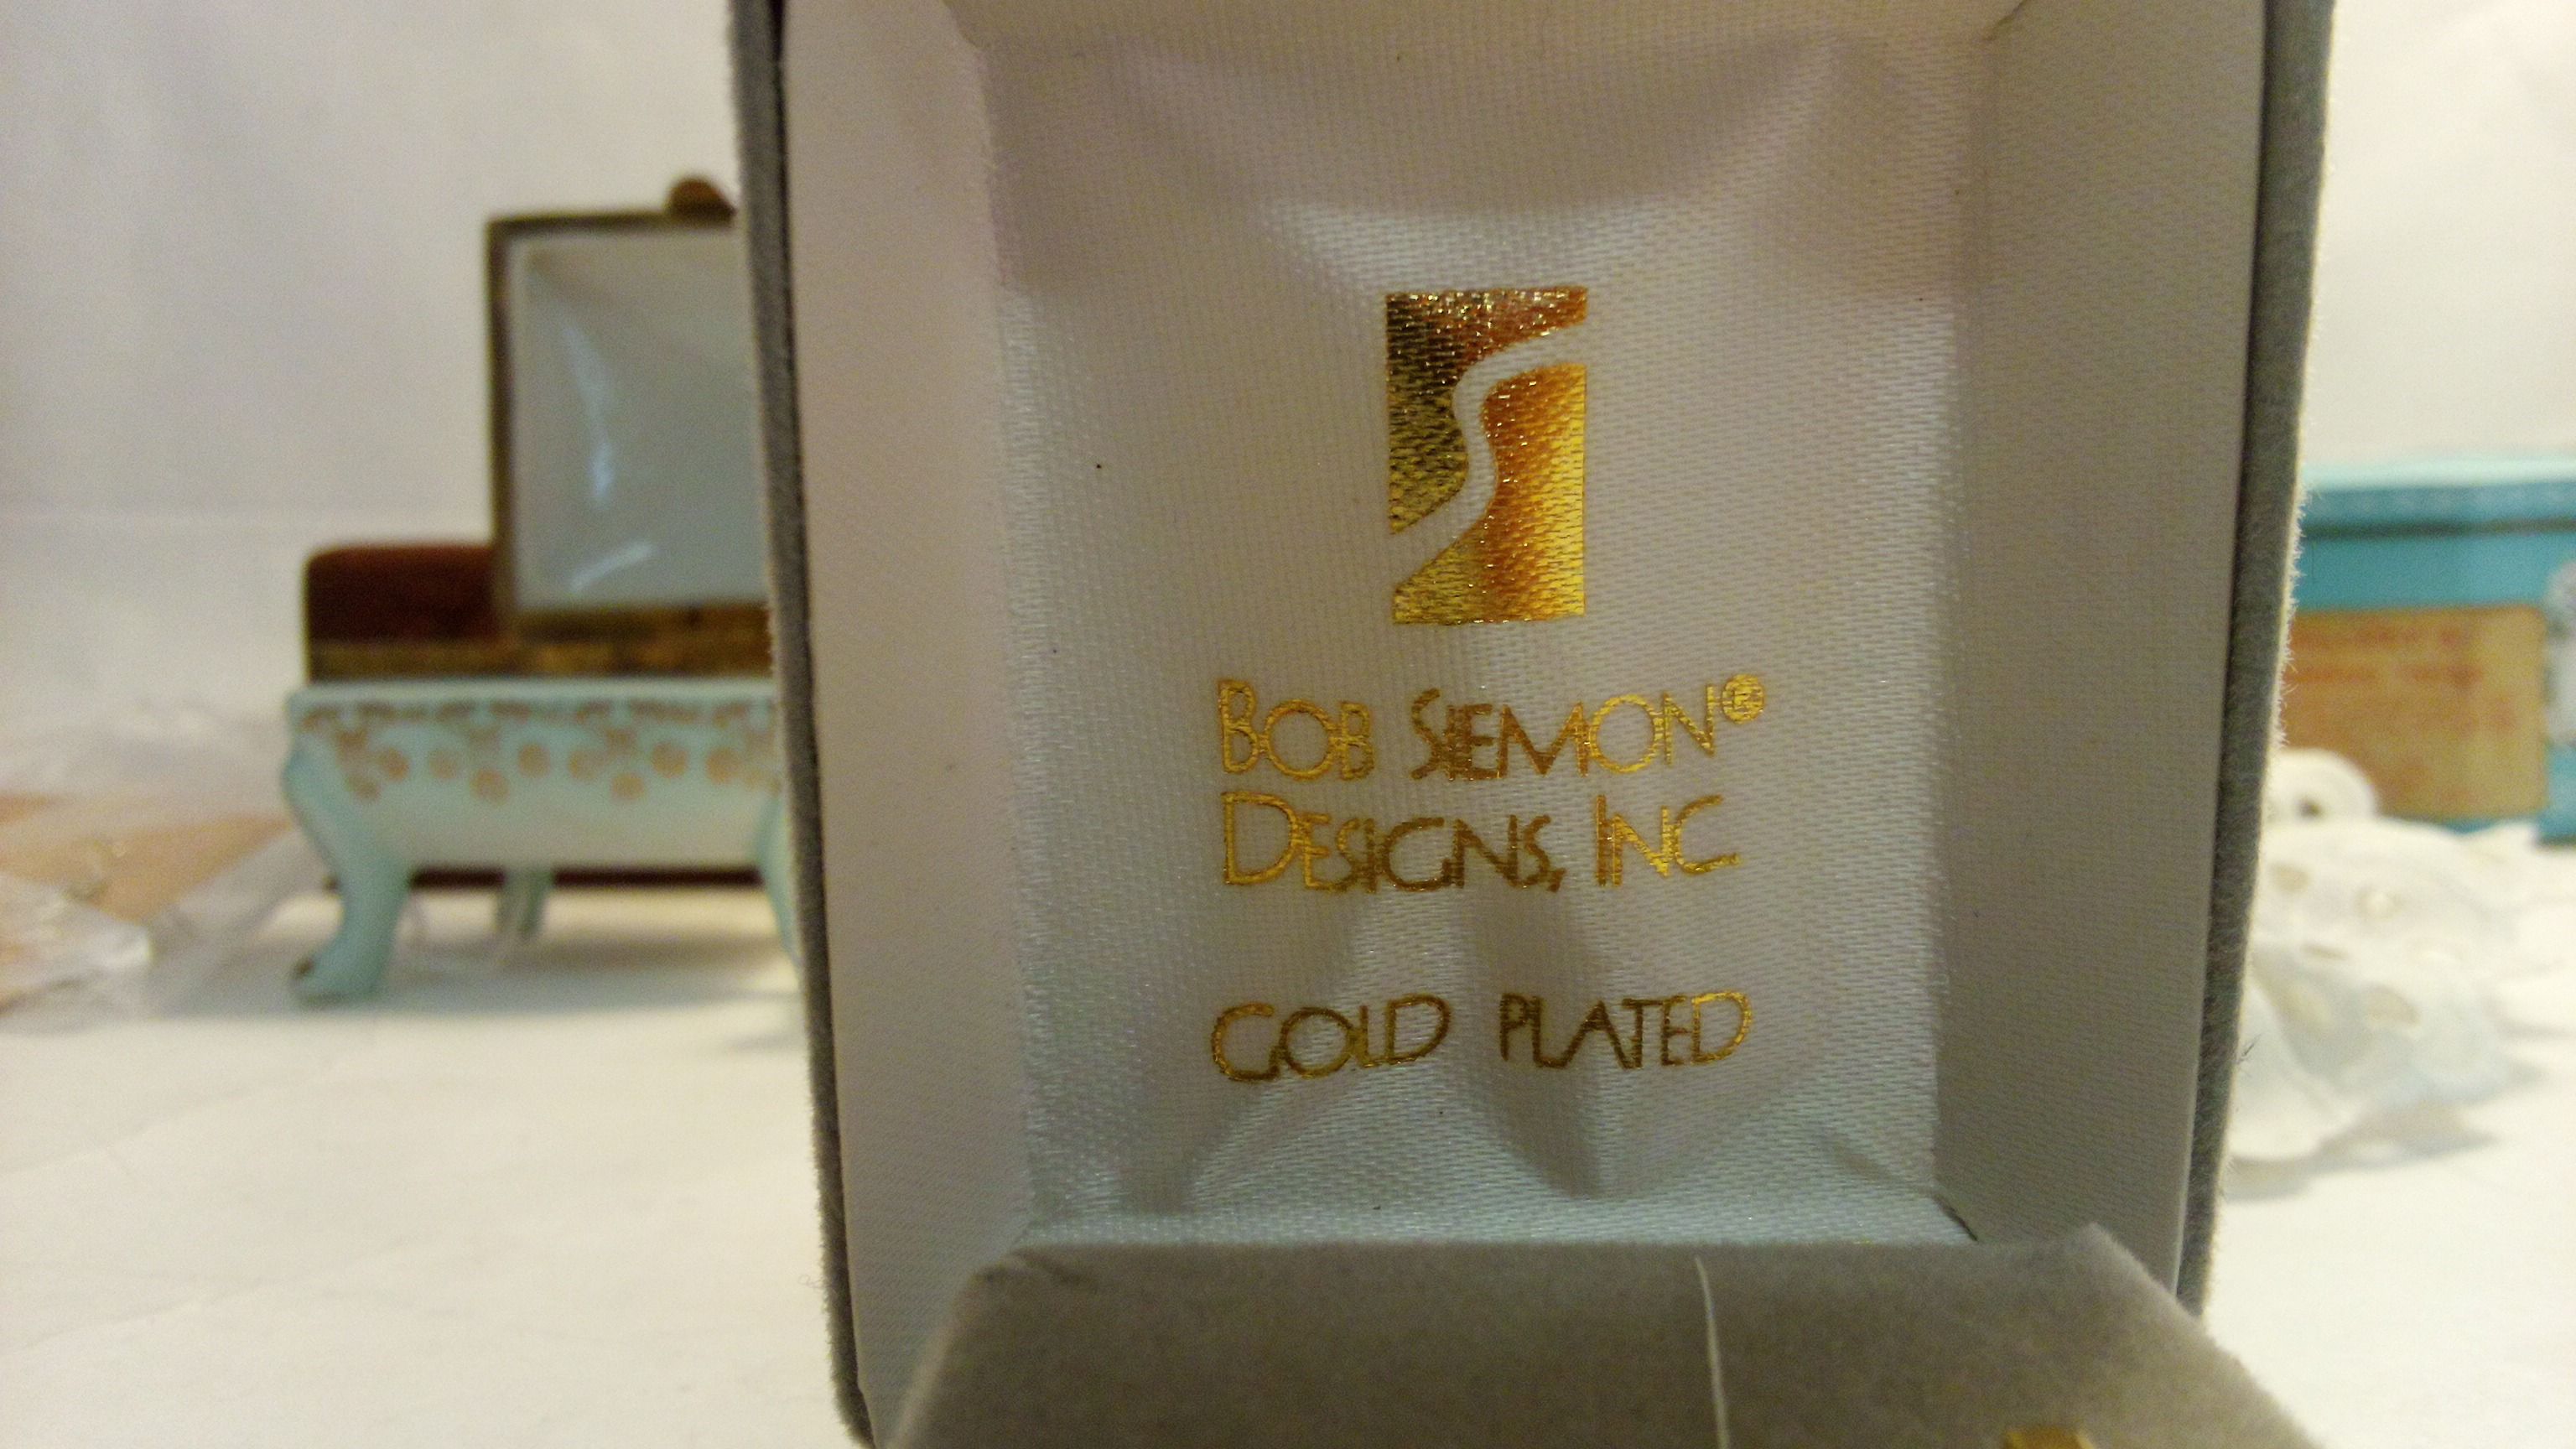 BOB SIEMON®
DESIGNS, INC.
GOLD PLATED